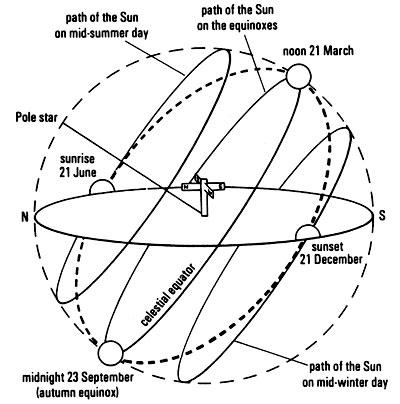 path of the Sun
on mid-summer day
path of the Sun
on the equinoxes
noon 21 March
Pole star
sunrise
21 June
N
S
sunset
21 December
celestial equator
midnight 23 September
(autumn equinox)
path of the Sun
on mid-winter day